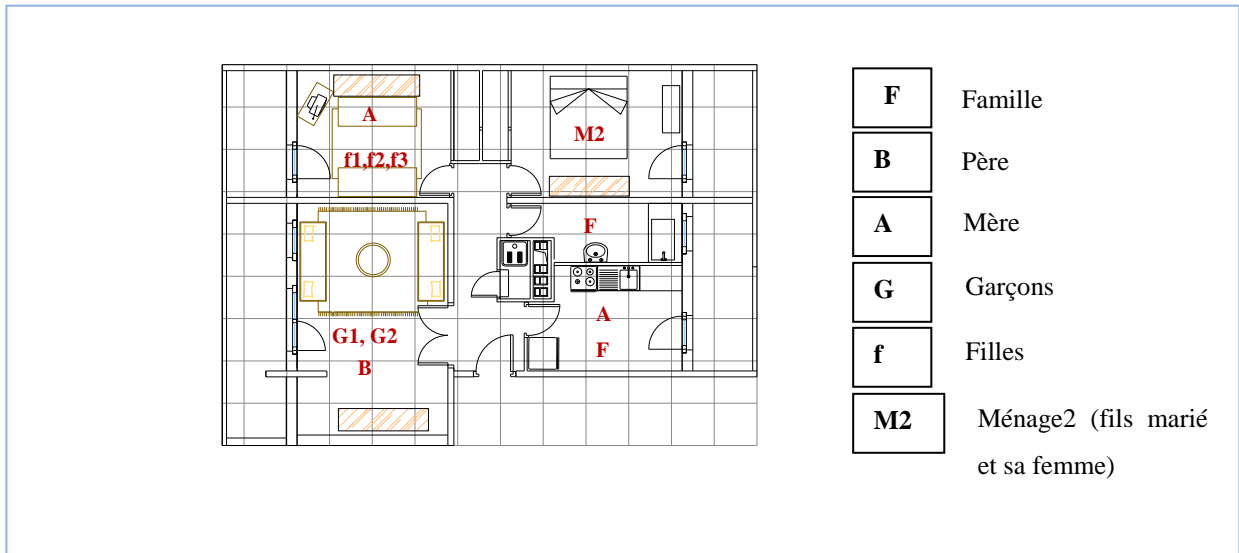 A
f1,f2,f3
M2
F
G1, G2
B
A
F
F Famille
B Père
A Mère
G Garçons
f Filles
M2 Ménage2 (fils marié
et sa femme)